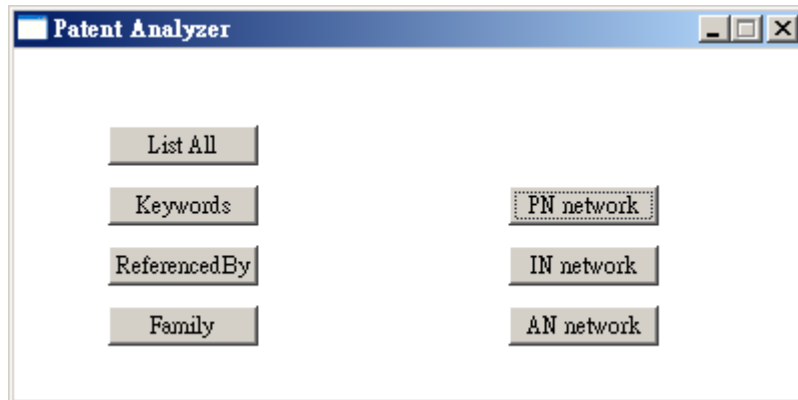 Patent Analyzer
List All
Keywords
PN network
ReferencedBy
IN network
Family
AN network